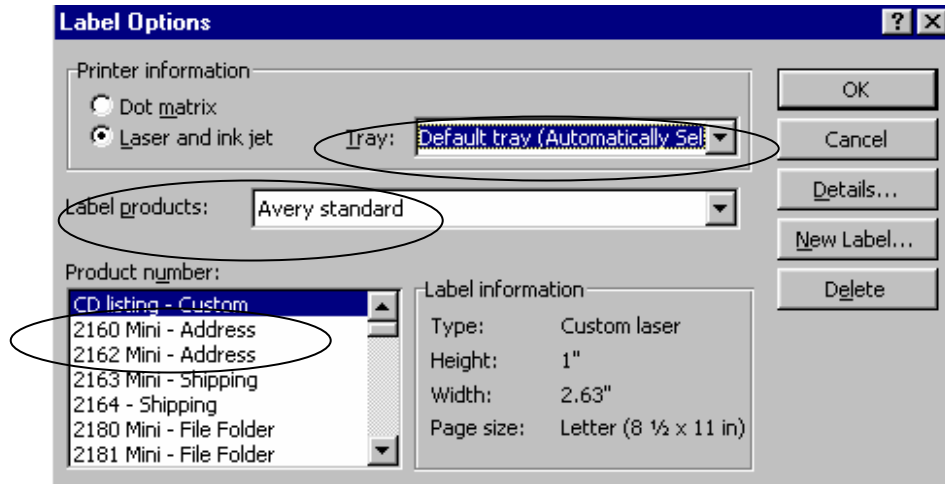 Label Options
Printer information
Dot matrix
Laser and ink jet
Tray: Default tray (Automatically Sel
Label products: Avery standard
Product number:
CD listing - Custom
2160 Mini - Address
2162 Mini - Address
2163 Mini - Shipping
2164 - Shipping
2180 Mini - File Folder
2181 Mini - File Folder
Label information
Type: Custom laser
Height: 1"
Width: 2.63"
Page size: Letter (8 ½ x 11 in)
OK
Cancel
Details...
New Label...
Delete